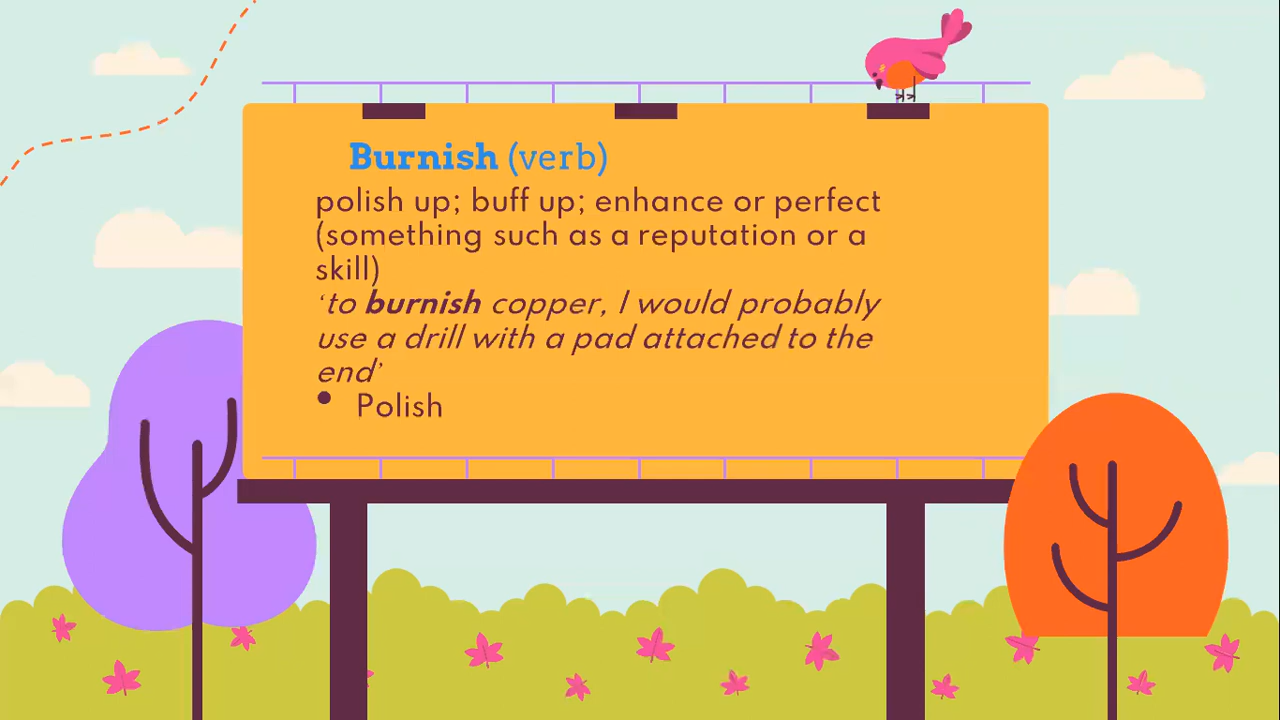 Burnish (verb)
polish up; buff up; enhance or perfect
(something such as a reputation or a
skill)
‘to burnish copper, I would probably
use a drill with a pad attached to the
end’
• Polish